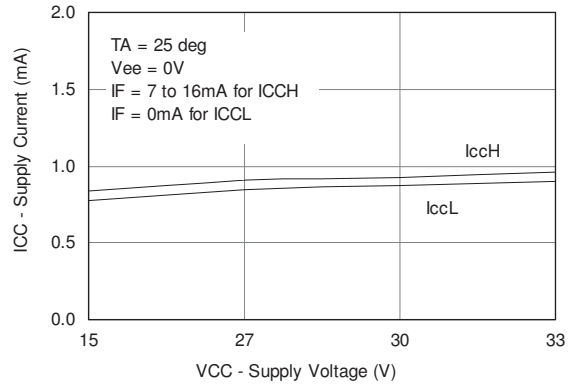 2.0
1.5
1.0
0.5
0.0
ICC - Supply Current (mA)
TA = 25 deg
Vee = 0V
IF = 7 to 16mA for ICCH
IF = 0mA for ICCL
IccH
IccL
15 27 30 33
VCC - Supply Voltage (V)